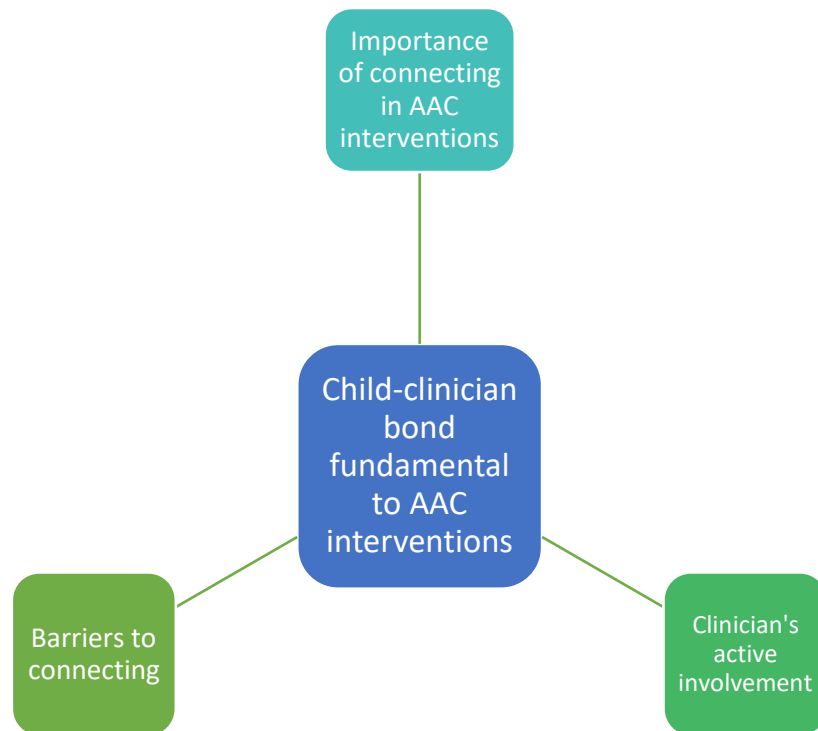 Importance
of connecting
in AAC
interventions
Child-clinician
bond
fundamental
to AAC
interventions
Barriers to
connecting
Clinician's
active
involvement